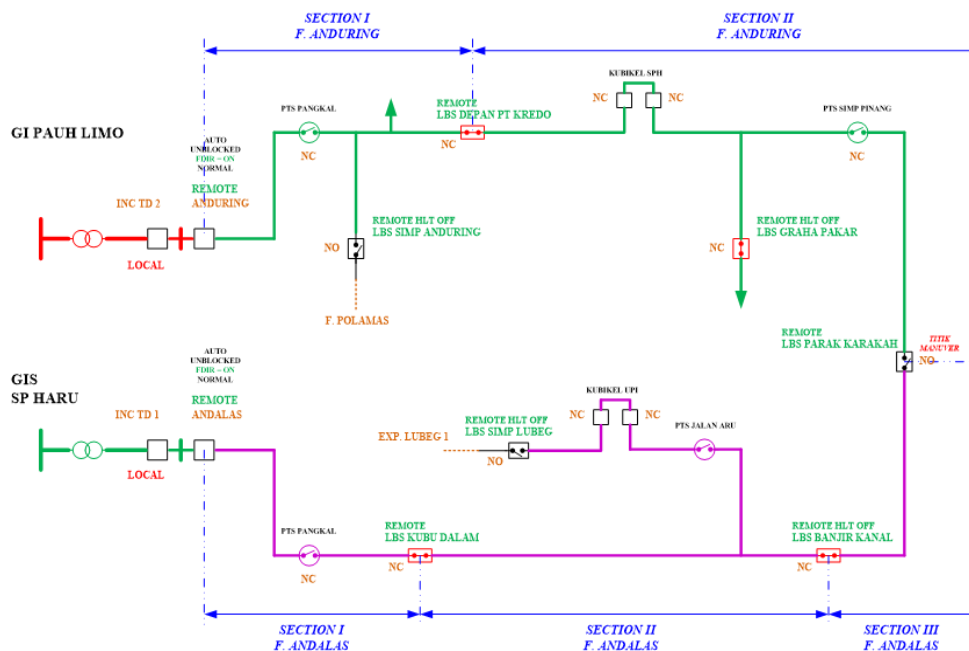 SECTION I
F. ANDURING
SECTION II
F. ANDURING
KUBIKEL SPH
NC
NC
PTS PANGKAL
NC
REMOTE
LBS DEPAN PT KREDO
NC
PTS SIMP PINANG
NC
GI PAUH LIMO
AUTO
UNBLOCKED
FDIR = ON
NORMAL
INC TD 2
REMOTE
ANDURING
LOCAL
REMOTE HLT OFF
LBS SIMP ANDURING
NO
F. POLAMAS
REMOTE HLT OFF
LBS GRAHA PAKAR
NC
REMOTE
LBS PARAK KARAKAH
NO
TITIK
MANUVER
GIS
SP HARU
AUTO
UNBLOCKED
FDIR = ON
NORMAL
INC TD 1
REMOTE
ANDALAS
LOCAL
KUBIKEL UPI
NC
NC
REMOTE HLT OFF
LBS SIMP LUBEG
EXP. LUBEG 1
NO
PTS JALAN ARU
PTS PANGKAL
NC
REMOTE
LBS KUBU DALAM
NC
REMOTE HLT OFF
LBS BANJIR KANAL
NC
SECTION I
F. ANDALAS
SECTION II
F. ANDALAS
SECTION III
F. ANDALAS